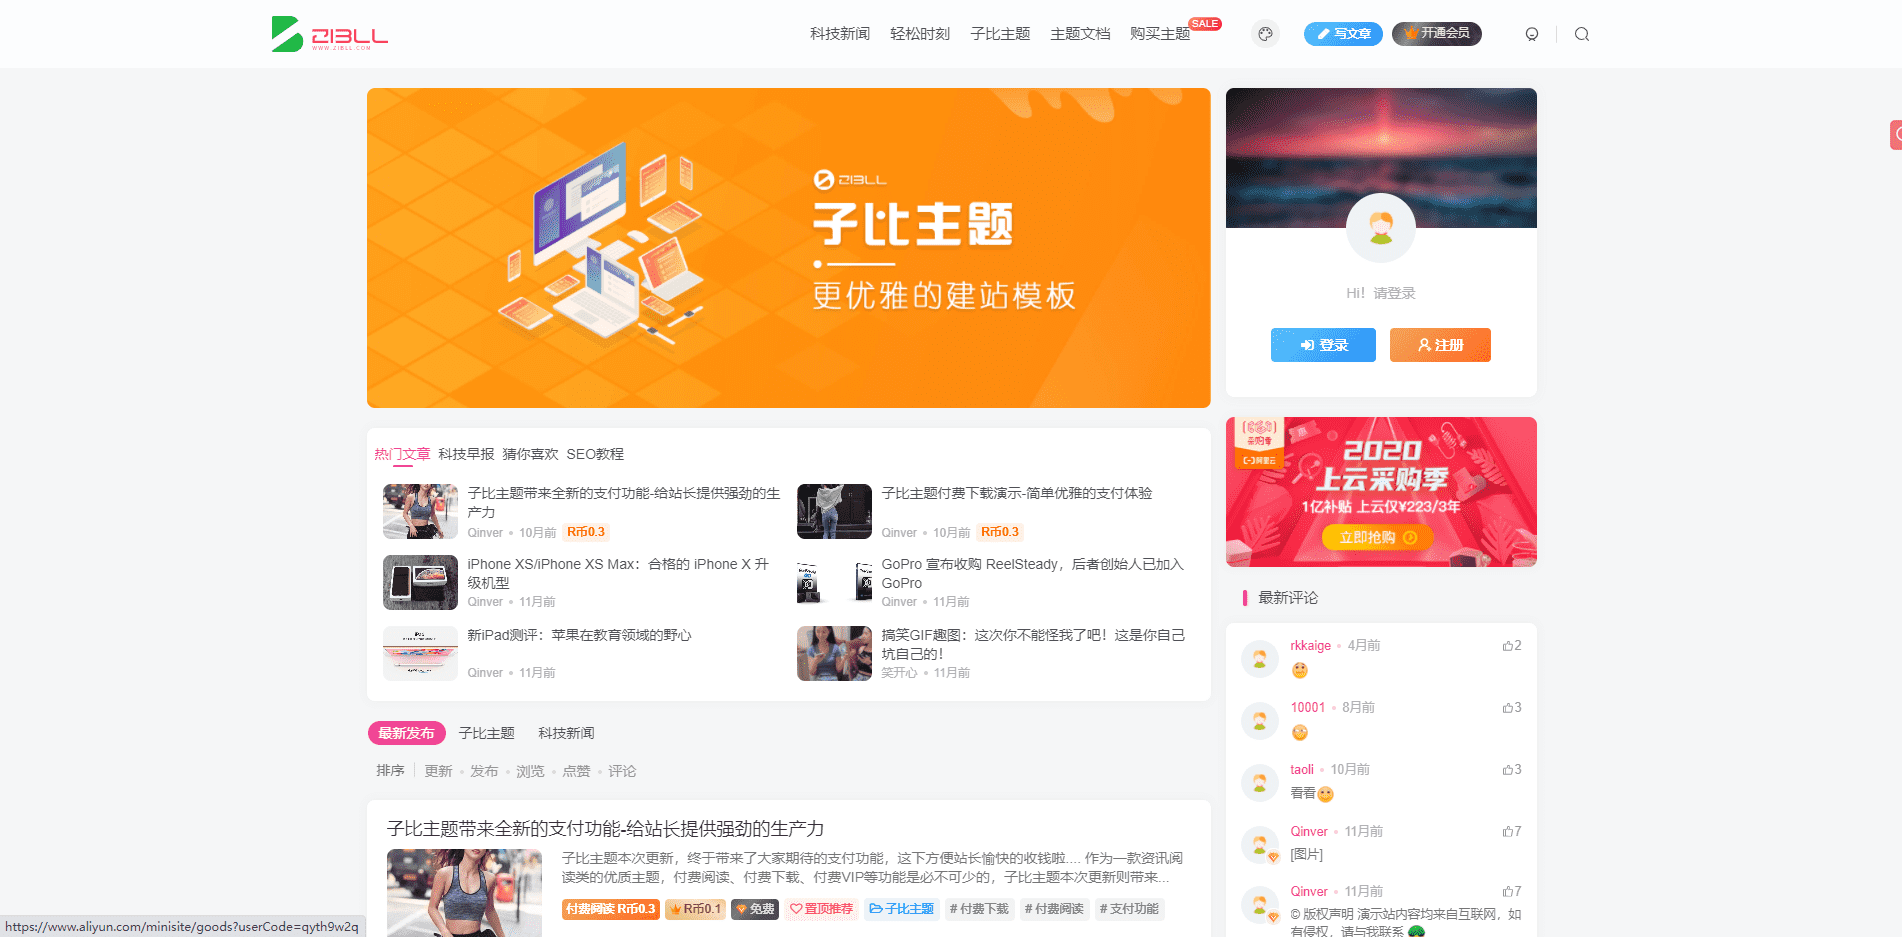 ZIBLL
WWW.ZIBLL.COM
科技新闻 轻松时刻 子比主题 主题文档 购买主题 SALE 写文章 开通会员
ZIBLL
子比主题
更优雅的建站模板
Hi！请登录
登录 注册
采购季
阿里云
2020
上云采购季
1亿补贴 上云仅¥223/3年
立即抢购
热门文章 科技早报 猜你喜欢 SEO教程
子比主题带来全新的支付功能-给站长提供强劲的生
产力
Qinver 10月前 R币0.3
子比主题付费下载演示-简单优雅的支付体验
Qinver 10月前 R币0.3
iPhone XS/iPhone XS Max：合格的 iPhone X 升
级机型
Qinver 11月前
GoPro 宣布收购 ReelSteady，后者创始人已加入
GoPro
Qinver 11月前
新iPad测评：苹果在教育领域的野心
Qinver 11月前
搞笑GIF趣图：这次你不能怪我了吧！这是你自己
坑自己的！
笑开心 11月前
最新发布 子比主题 科技新闻
排序 更新 发布 浏览 点赞 评论
子比主题带来全新的支付功能-给站长提供强劲的生产力
子比主题本次更新，终于带来了大家期待的支付功能，这下方便站长愉快的收钱啦.... 作为一款资讯阅
读类的优质主题，付费阅读、付费下载、付费VIP等功能是必不可少的，子比主题本次更新则带来...
付费阅读 R币0.3 R币0.1 免费 置顶推荐 子比主题 # 付费下载 # 付费阅读 # 支付功能
最新评论
rkkaige 4月前 2
10001 8月前 3
taoli 10月前 3
看看
Qinver 11月前 7
[图片]
Qinver 11月前 7
© 版权声明 演示站内容均来自互联网，如
有侵权，请与我联系
https://www.aliyun.com/minisite/goods?userCode=qyth9w2q